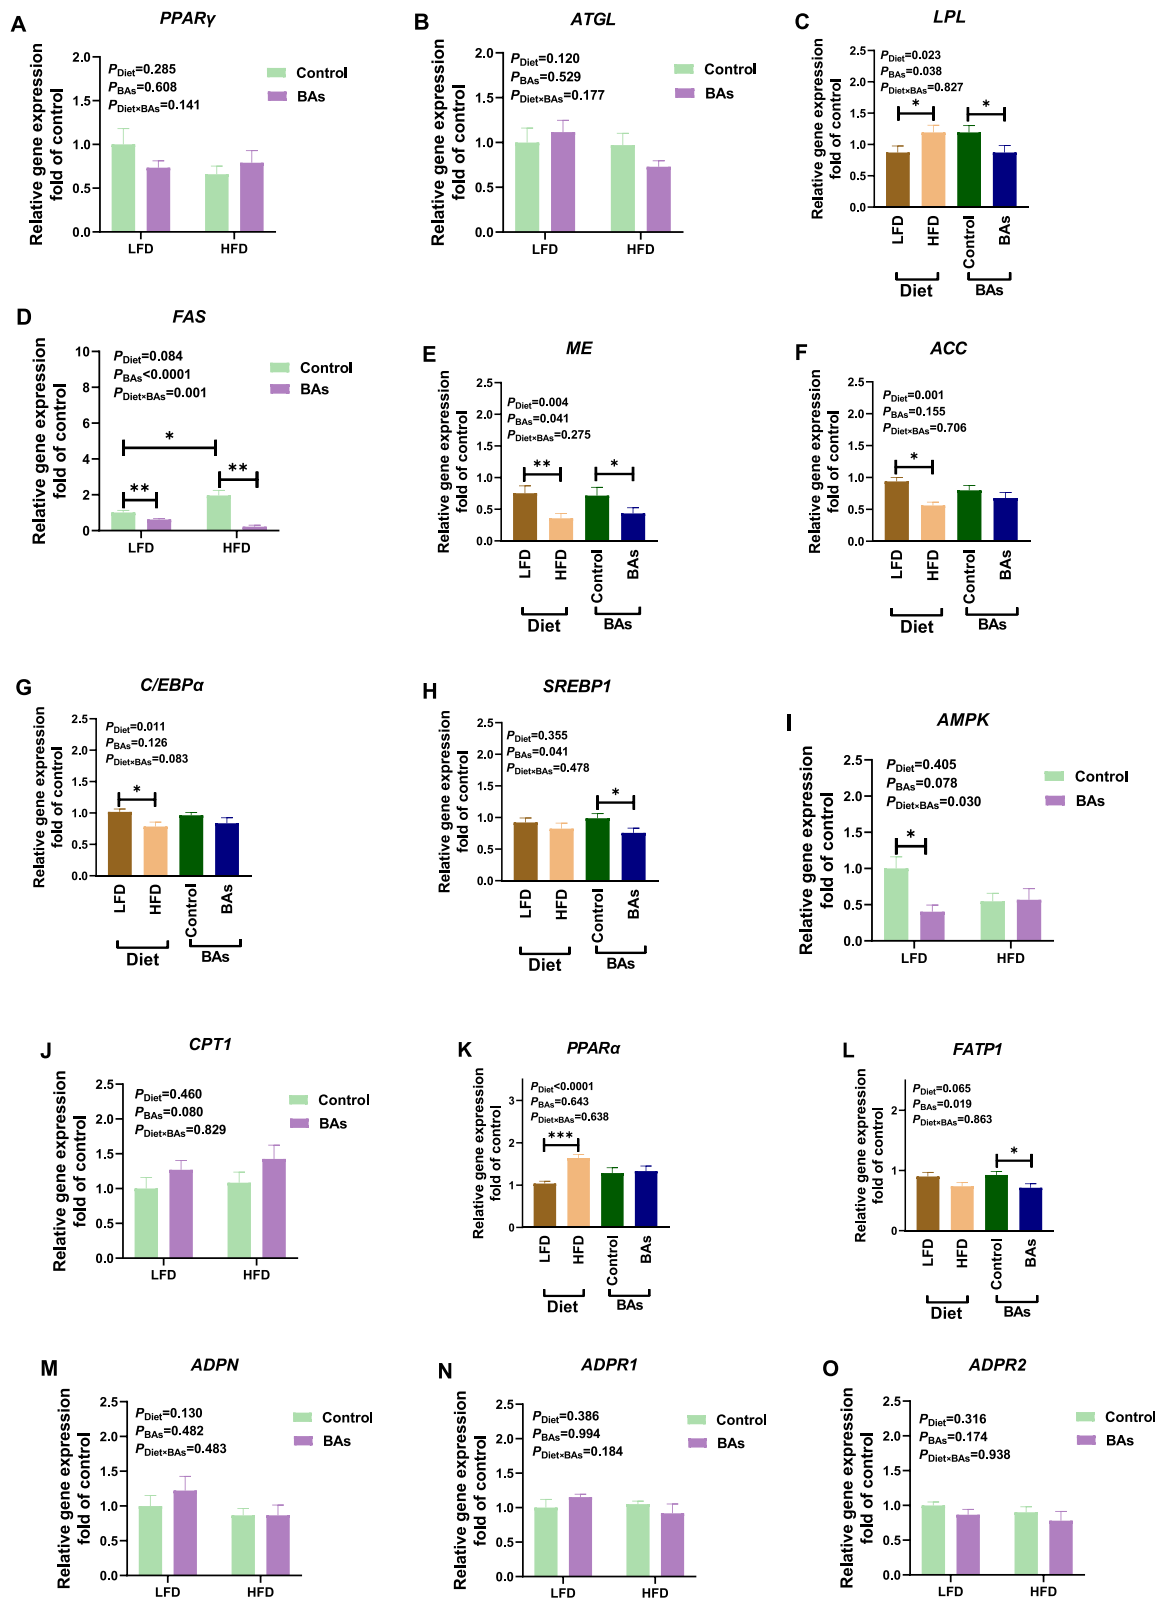 A
PPARγ
Relative gene expression
fold of control
2.0
1.5
1.0
0.5
0.0
PDiet=0.285
PBAs=0.608
PDiet×BAs=0.141
Control
BAs
LFD
HFD
B
ATGL
Relative gene expression
fold of control
2.0
1.5
1.0
0.5
0.0
PDiet=0.120
PBAs=0.529
PDiet×BAs=0.177
Control
BAs
LFD
HFD
C
LPL
Relative gene expression
fold of control
2.5
2.0
1.5
1.0
0.5
0.0
PDiet=0.023
PBAs=0.038
PDiet×BAs=0.827
*
*
LFD
HFD
Control
BAs
Diet
BAs
D
FAS
Relative gene expression
fold of control
10
8
6
4
2
0
PDiet=0.084
PBAs<0.0001
PDiet×BAs=0.001
*
**
**
Control
BAs
LFD
HFD
E
ME
Relative gene expression
fold of control
2.5
2.0
1.5
1.0
0.5
0.0
PDiet=0.004
PBAs=0.041
PDiet×BAs=0.275
**
*
LFD
HFD
Control
BAs
Diet
BAs
F
ACC
Relative gene expression
fold of control
2.5
2.0
1.5
1.0
0.5
0.0
PDiet=0.001
PBAs=0.155
PDiet×BAs=0.706
*
LFD
HFD
Control
BAs
Diet
BAs
G
C/EBPα
Relative gene expression
fold of control
2.5
2.0
1.5
1.0
0.5
0.0
PDiet=0.011
PBAs=0.126
PDiet×BAs=0.083
*
LFD
HFD
Control
BAs
Diet
BAs
H
SREBP1
Relative gene expression
fold of control
2.5
2.0
1.5
1.0
0.5
0.0
PDiet=0.355
PBAs=0.041
PDiet×BAs=0.478
*
LFD
HFD
Control
BAs
Diet
BAs
I
AMPK
Relative gene expression
fold of control
2.5
2.0
1.5
1.0
0.5
0.0
PDiet=0.405
PBAs=0.078
PDiet×BAs=0.030
*
Control
BAs
LFD
HFD
J
CPT1
Relative gene expression
fold of control
2.5
2.0
1.5
1.0
0.5
0.0
PDiet=0.460
PBAs=0.080
PDiet×BAs=0.829
Control
BAs
LFD
HFD
K
PPARα
Relative gene expression
fold of control
3
2
1
0
PDiet<0.0001
PBAs=0.643
PDiet×BAs=0.638
***
LFD
HFD
Control
BAs
Diet
BAs
L
FATP1
Relative gene expression
fold of control
2
1
0
PDiet=0.065
PBAs=0.019
PDiet×BAs=0.863
*
LFD
HFD
Control
BAs
Diet
BAs
M
ADPN
Relative gene expression
fold of control
2.5
2.0
1.5
1.0
0.5
0.0
PDiet=0.130
PBAs=0.482
PDiet×BAs=0.483
Control
BAs
LFD
HFD
N
ADPR1
Relative gene expression
fold of control
2.5
2.0
1.5
1.0
0.5
0.0
PDiet=0.386
PBAs=0.994
PDiet×BAs=0.184
Control
BAs
LFD
HFD
O
ADPR2
Relative gene expression
fold of control
2.5
2.0
1.5
1.0
0.5
0.0
PDiet=0.316
PBAs=0.174
PDiet×BAs=0.938
Control
BAs
LFD
HFD